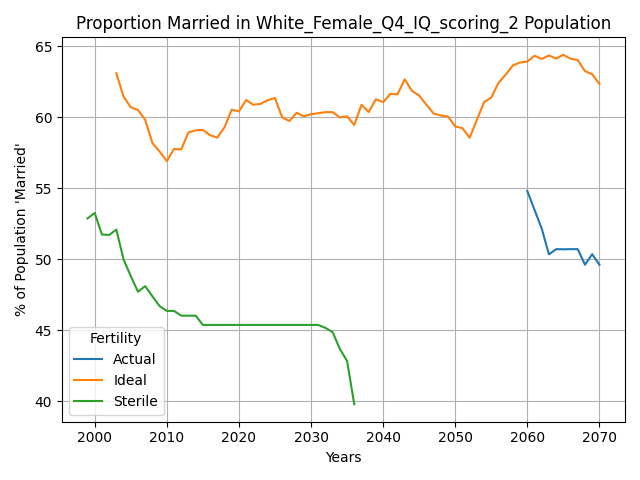 Proportion Married in White_Female_Q4_IQ_scoring_2 Population
% of Population 'Married'
65
60
55
50
45
40
Fertility
Actual
Ideal
Sterile
2000 2010 2020 2030 2040 2050 2060 2070
Years